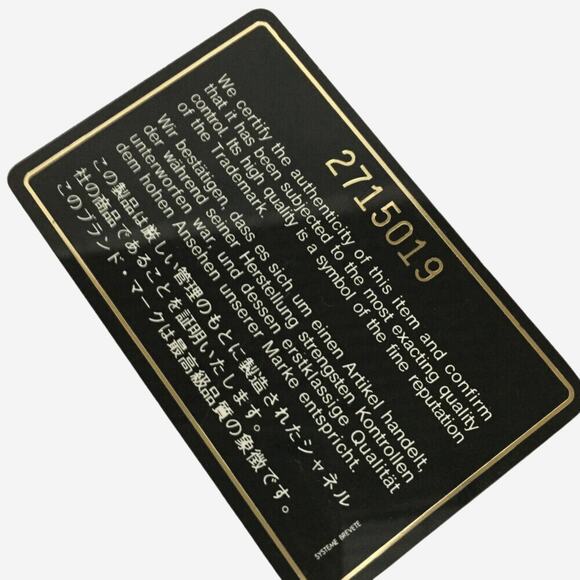 2715019
We certify the authenticity of this item and confirm
that it has been subjected to the most exacting quality
control. Its high quality is a symbol of the fine reputation
of the Trademark.
Wir bestätigen, dass es sich um einen Artikel handelt,
der während seiner Herstellung strengsten Kontrollen
unterworfen war und dessen erstklassige Qualität
dem hohen Ansehen unserer Marke entspricht.
この製品は厳しい管理のもとに製造されたシャネル
社の商品であることを証明いたします。
このブランド・マークは最高級品質の象徴です。
SYSTEME BREVETE